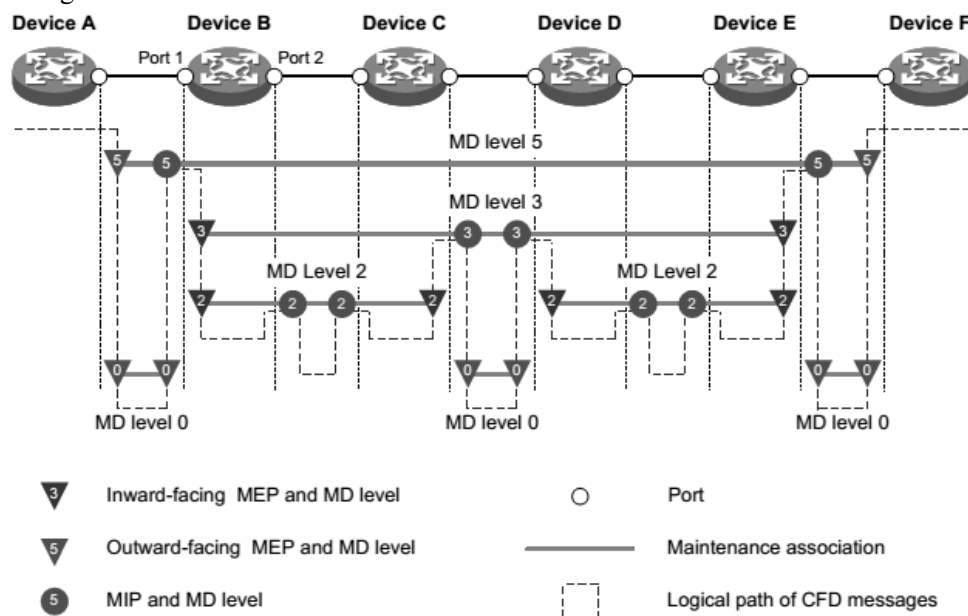 Device A Device B Device C Device D Device E Device F
Port 1 Port 2
MD level 5
5 5 5 5
MD level 3
3 3 3 3
MD Level 2 MD Level 2
2 2 2 2 2 2 2 2
0 0 0 0 0 0
MD level 0 MD level 0 MD level 0
3 Inward-facing MEP and MD level Port
5 Outward-facing MEP and MD level Maintenance association
5 MIP and MD level Logical path of CFD messages